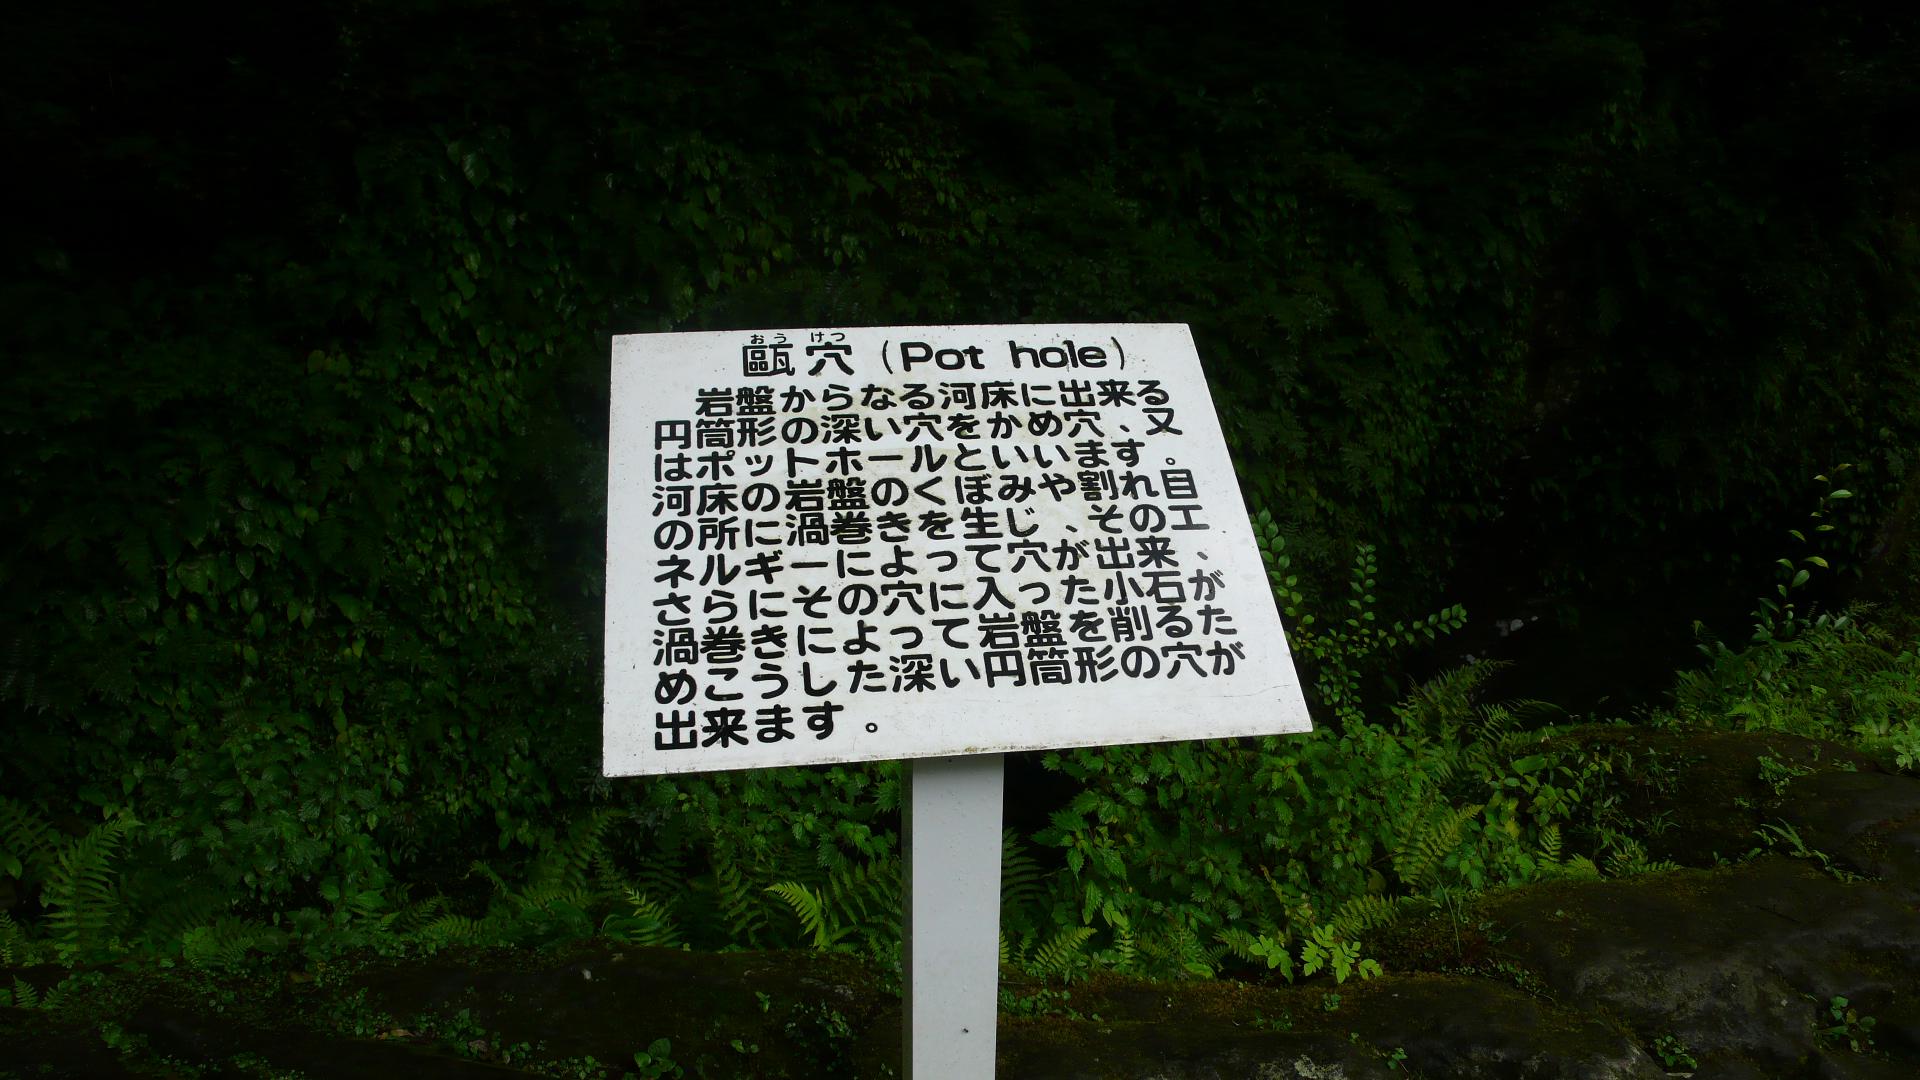 おう けつ
甌穴（Pot hole）
岩盤からなる河床に出来る
円筒形の深い穴をかめ穴、又
はポットホールといいます。
河床の岩盤のくぼみや割れ目
の所に渦巻きを生じ、そのエ
ネルギーによって穴が出来、
さらにその穴に入った小石が
渦巻きによって岩盤を削るた
めこうした深い円筒形の穴が
出来ます。